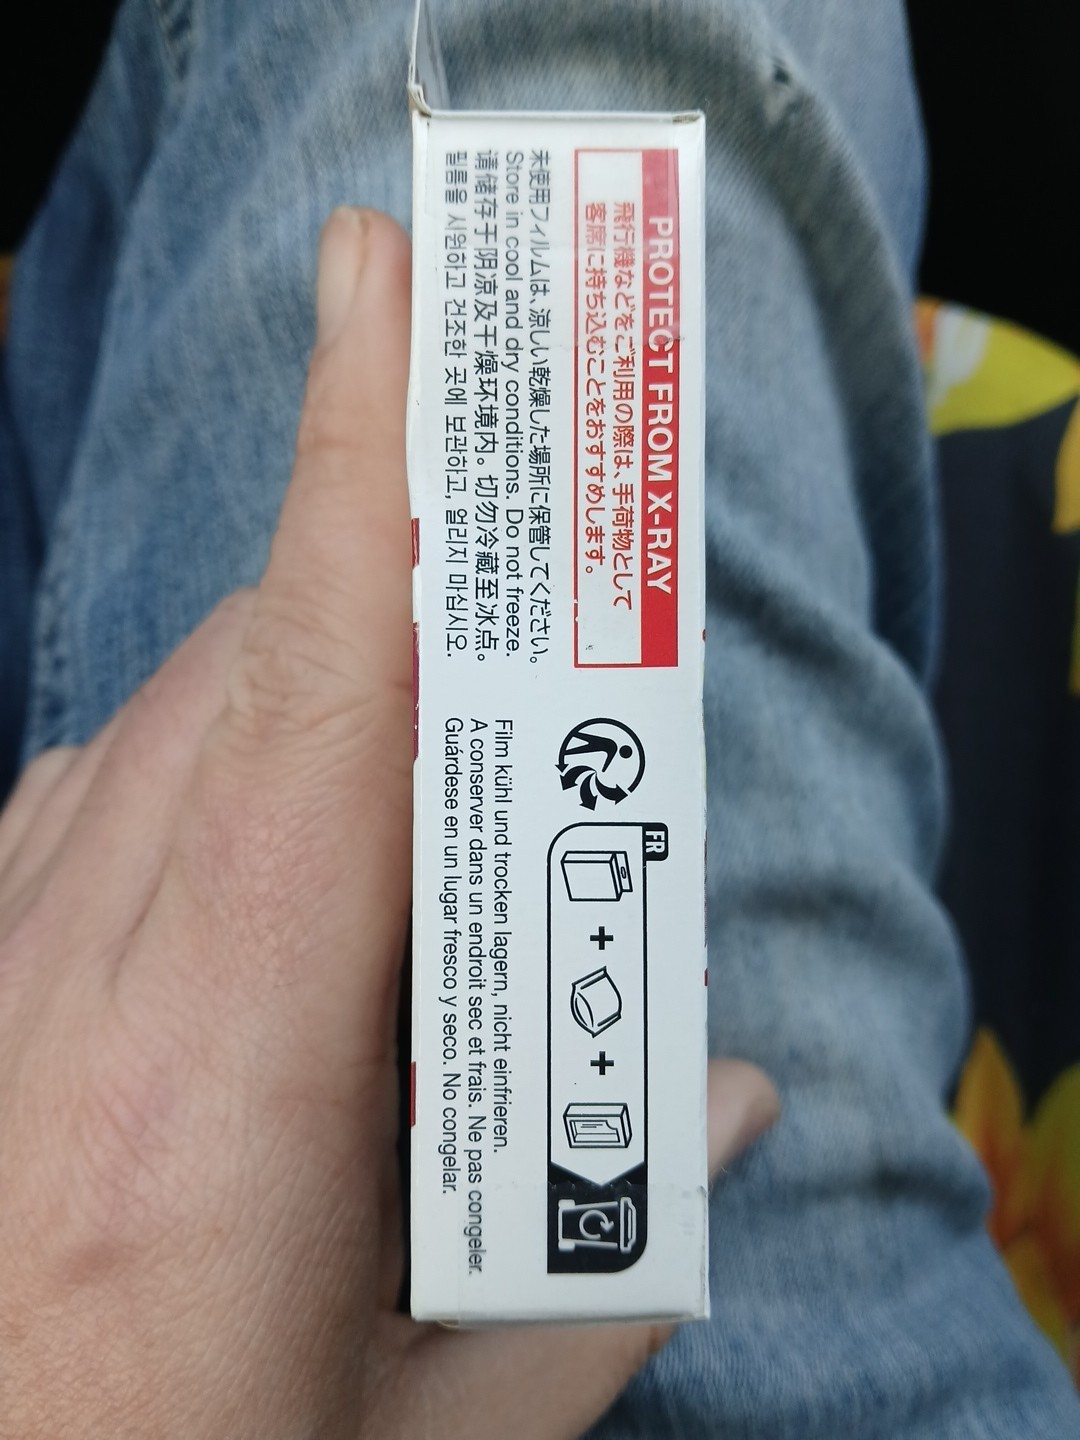 PROTECT FROM X-RAY
飛行機などをご利用の際は、手荷物として
客席に持ち込むことをおすすめします。
未使用フィルムは、涼しい乾燥した場所に保管してください。
Store in cool and dry conditions. Do not freeze.
请储存于阴凉及干燥环境内。切勿冷藏至冰点。
필름을 시원하고 건조한 곳에 보관하고, 얼리지 마십시오.
FR
+
+
Film kühl und trocken lagern, nicht einfrieren.
A conserver dans un endroit sec et frais. Ne pas congeler.
Guárdese en un lugar fresco y seco. No congelar.